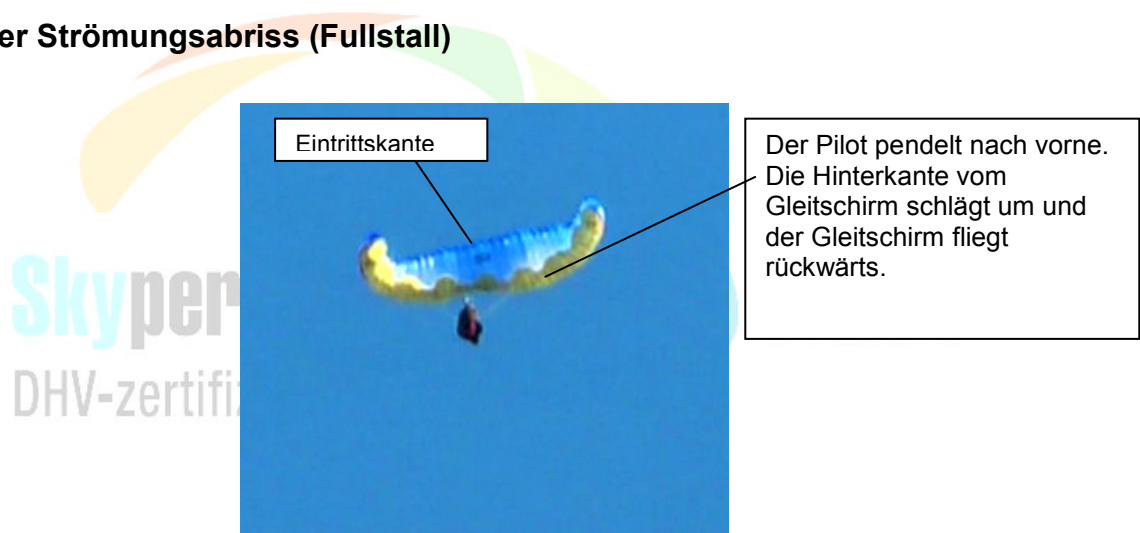 er Strömungsabriss (Fullstall)
Eintrittskante
Der Pilot pendelt nach vorne.
Die Hinterkante vom
Gleitschirm schlägt um und
der Gleitschirm fliegt
rückwärts.
Skyper
DHV-zertifi